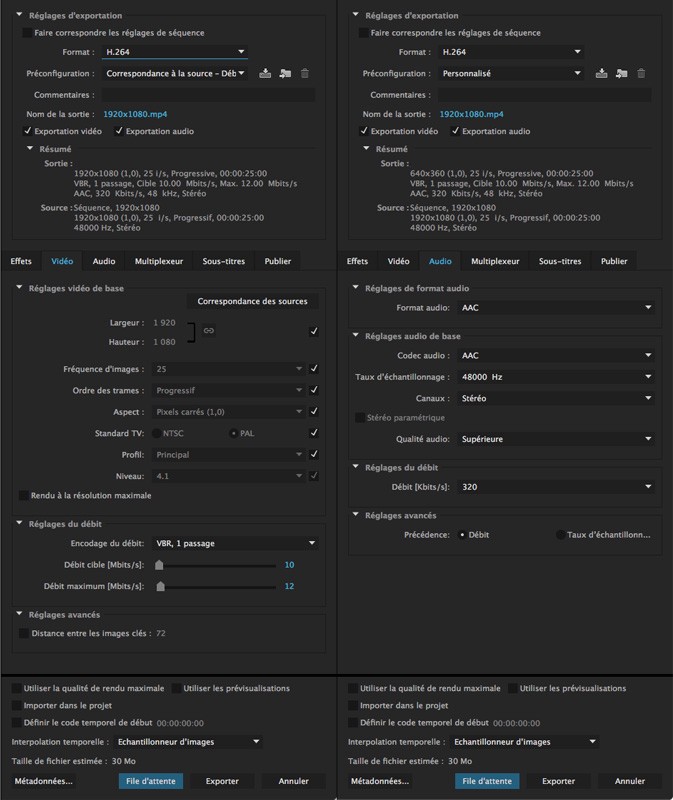 Réglages d'exportation
Faire correspondre les réglages de séquence
Format : H.264
Préconfiguration : Correspondance à la source – Déb
Commentaires :
Nom de la sortie : 1920x1080.mp4
Exportation vidéo Exportation audio
Résumé
Sortie :
1920x1080 (1,0), 25 i/s, Progressive, 00:00:25:00
VBR, 1 passage, Cible 10.00 Mbits/s, Max. 12.00 Mbits/s
AAC, 320 Kbits/s, 48 kHz, Stéréo
Source : Séquence, 1920x1080
1920x1080 (1,0), 25 i/s, Progressif, 00:00:25:00
48000 Hz, Stéréo
Effets Vidéo Audio Multiplexeur Sous-titres Publier
Réglages vidéo de base
Correspondance des sources
Largeur : 1 920
Hauteur : 1 080
Fréquence d'images : 25
Ordre des trames : Progressif
Aspect : Pixels carrés (1,0)
Standard TV: NTSC PAL
Profil: Principal
Niveau: 4.1
Rendu à la résolution maximale
Réglages du débit
Encodage du débit: VBR, 1 passage
Débit cible [Mbits/s]: 10
Débit maximum [Mbits/s]: 12
Réglages avancés
Distance entre les images clés : 72
Utiliser la qualité de rendu maximale Utiliser les prévisualisations
Importer dans le projet
Définir le code temporel de début 00:00:00:00
Interpolation temporelle : Echantillonneur d'images
Taille de fichier estimée : 30 Mo
Métadonnées... File d'attente Exporter Annuler
Réglages d'exportation
Faire correspondre les réglages de séquence
Format : H.264
Préconfiguration : Personnalisé
Commentaires :
Nom de la sortie : 1920x1080.mp4
Exportation vidéo Exportation audio
Résumé
Sortie :
640x360 (1,0), 25 i/s, Progressive, 00:00:25:00
VBR, 1 passage, Cible 10.00 Mbits/s, Max. 12.00 Mbits/s
AAC, 320 Kbits/s, 48 kHz, Stéréo
Source : Séquence, 1920x1080
1920x1080 (1,0), 25 i/s, Progressif, 00:00:25:00
48000 Hz, Stéréo
Effets Vidéo Audio Multiplexeur Sous-titres Publier
Réglages de format audio
Format audio: AAC
Réglages audio de base
Codec audio : AAC
Taux d'échantillonnage : 48000 Hz
Canaux : Stéréo
Stéréo paramétrique
Qualité audio: Supérieure
Réglages du débit
Débit [Kbits/s] : 320
Réglages avancés
Précédence: Débit Taux d'échantillonn...
Utiliser la qualité de rendu maximale Utiliser les prévisualisations
Importer dans le projet
Définir le code temporel de début 00:00:00:00
Interpolation temporelle : Echantillonneur d'images
Taille de fichier estimée : 30 Mo
Métadonnées... File d'attente Exporter Annuler